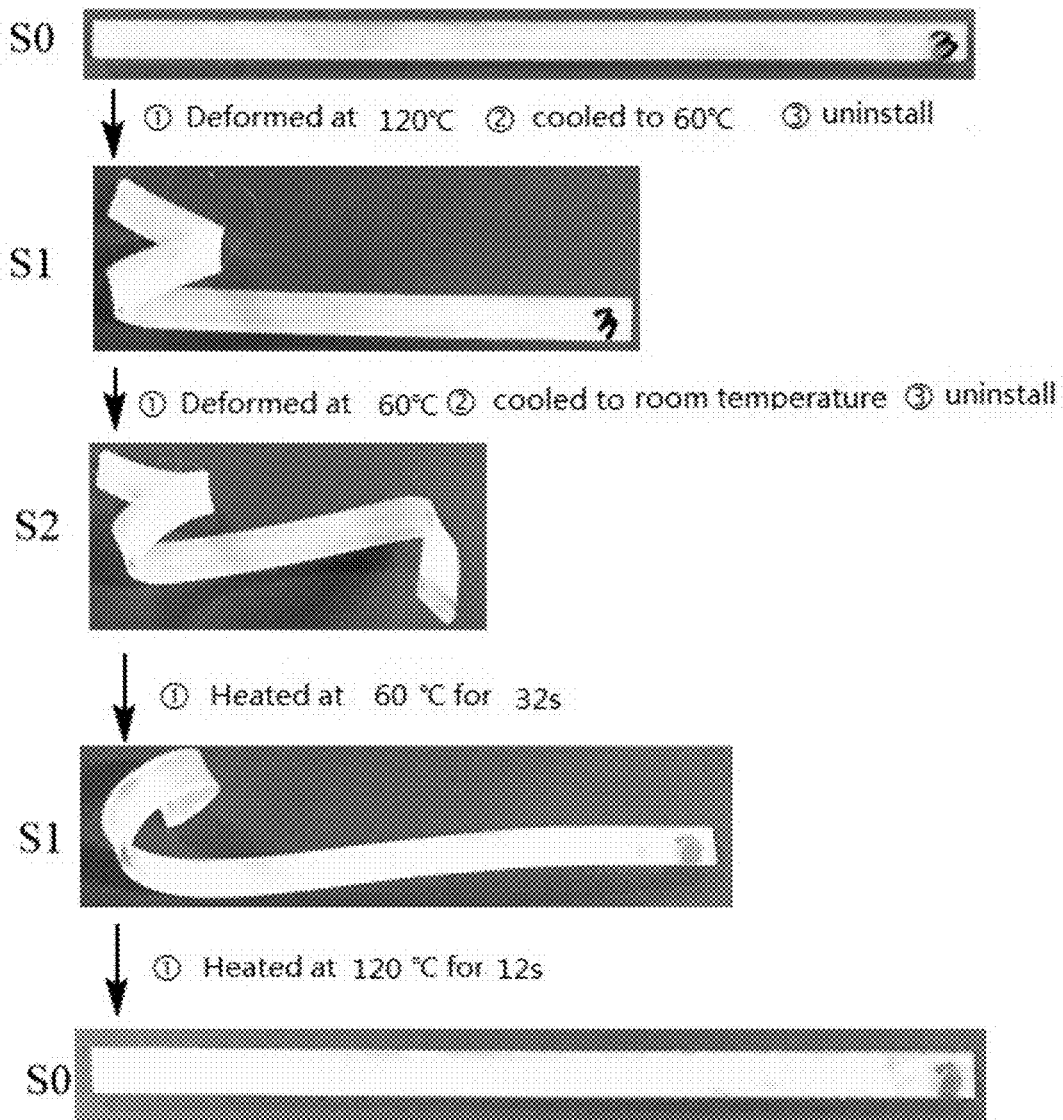 S0
3
① Deformed at 120℃ ② cooled to 60℃ ③ uninstall
S1
3
① Deformed at 60℃ ② cooled to room temperature ③ uninstall
S2
① Heated at 60 ℃ for 32s
S1
① Heated at 120 ℃ for 12s
S0